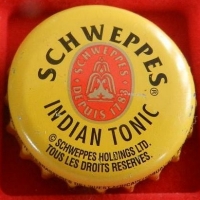 SCHWEPPES®
SCHWEPPES
DEPUIS 1783
INDIAN TONIC
© SCHWEPPES HOLDINGS LTD.
TOUS LES DROITS RESERVES.